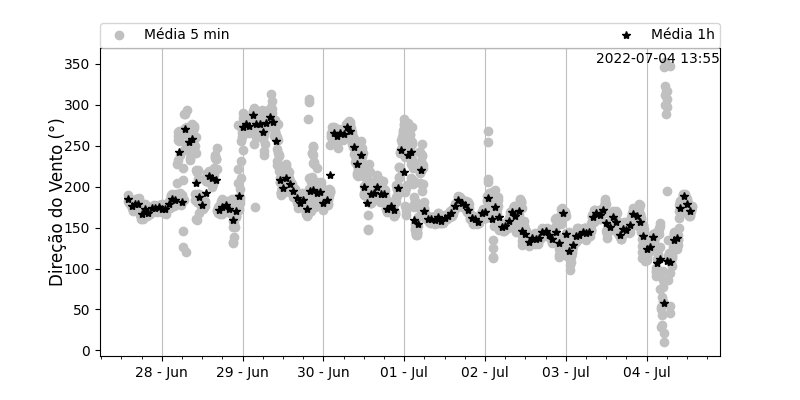 Média 5 min
Média 1h
2022-07-04 13:55
Direção do Vento (°)
350
300
250
200
150
100
50
0
28 - Jun
29 - Jun
30 - Jun
01 - Jul
02 - Jul
03 - Jul
04 - Jul